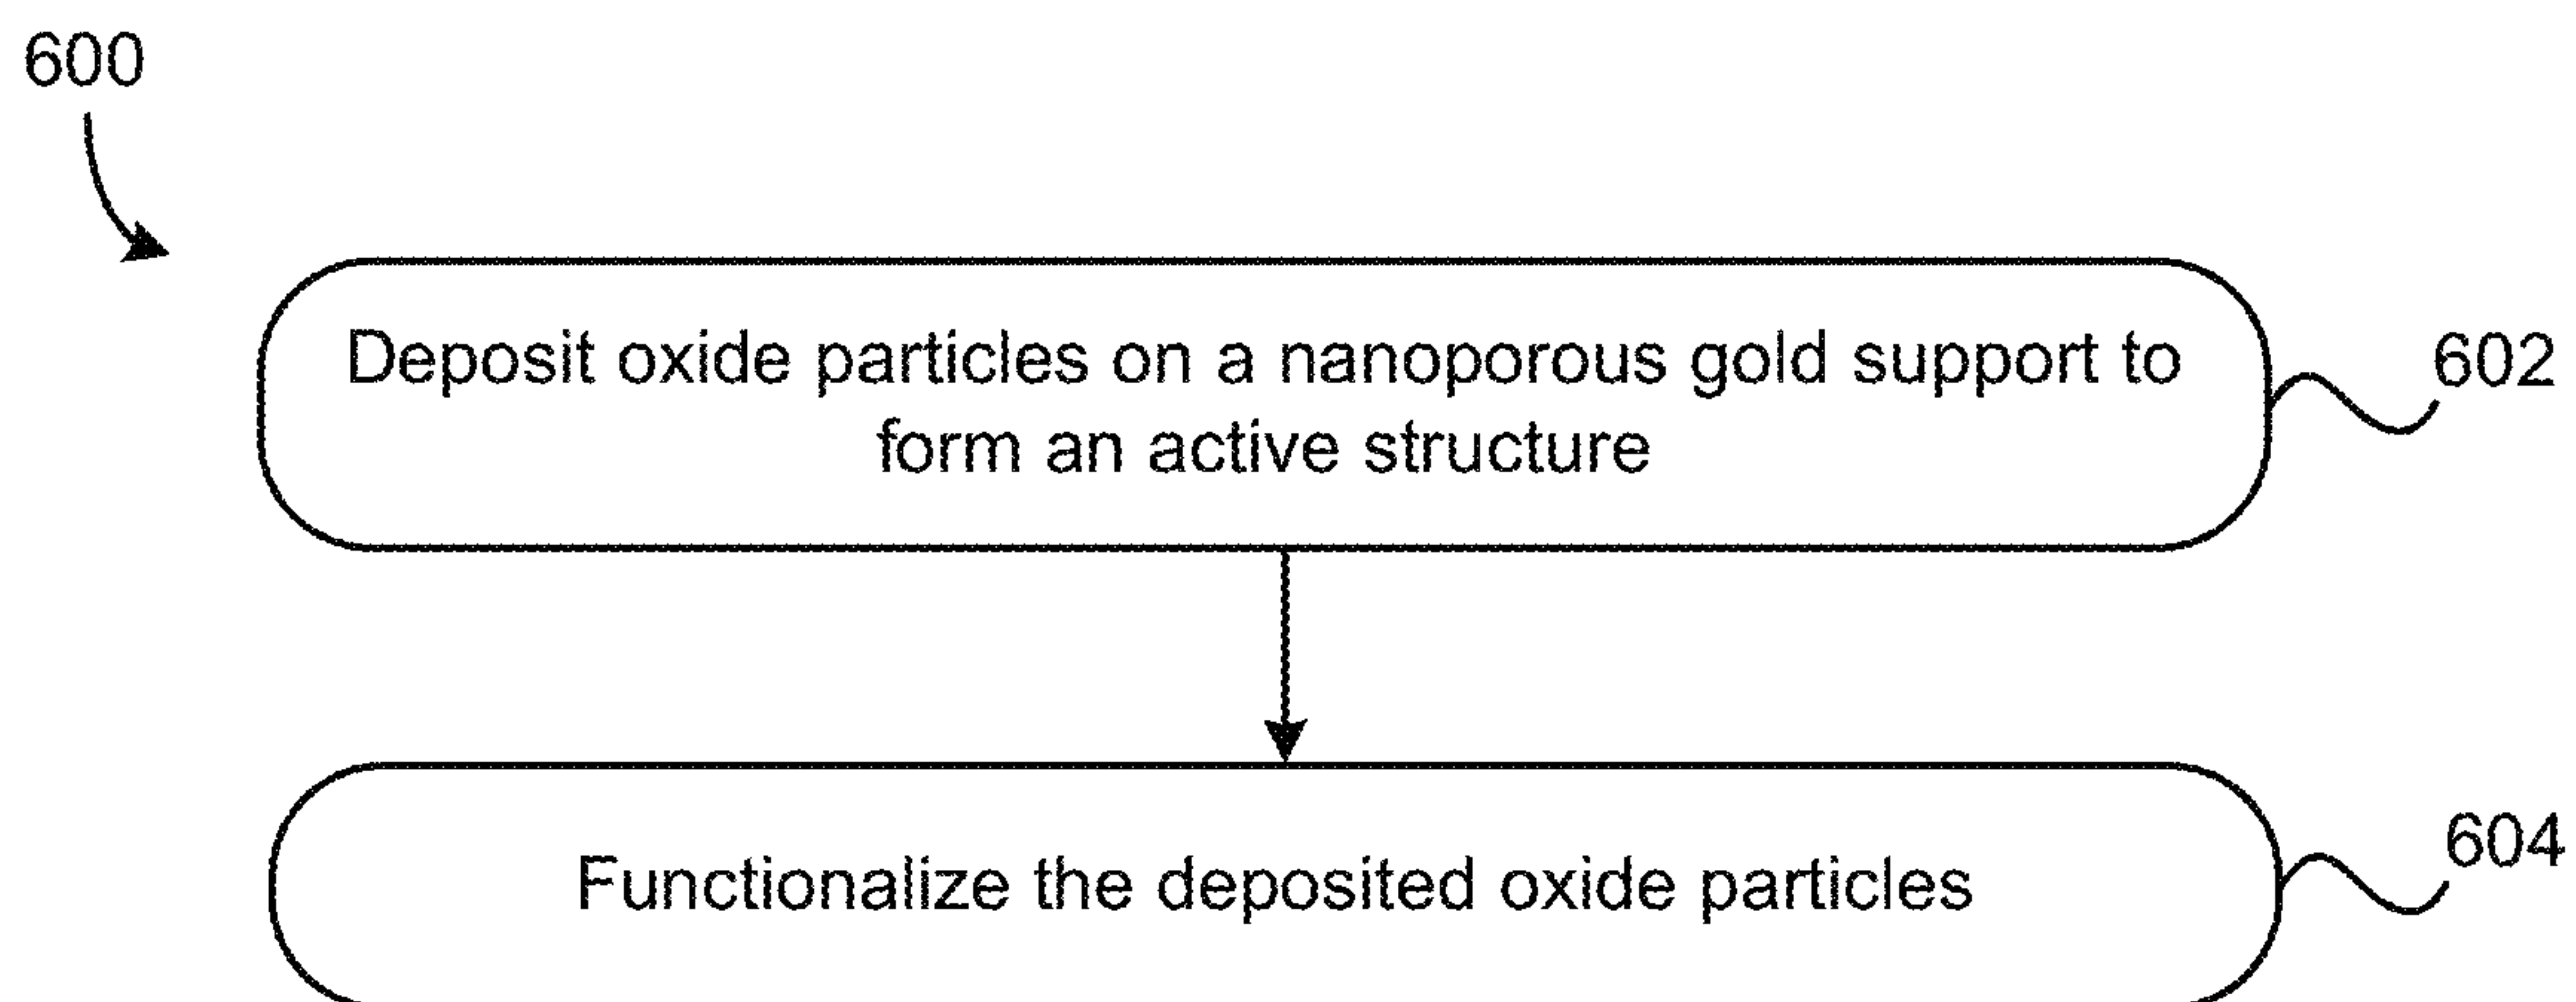 600
Deposit oxide particles on a nanoporous gold support to
form an active structure
602
Functionalize the deposited oxide particles
604